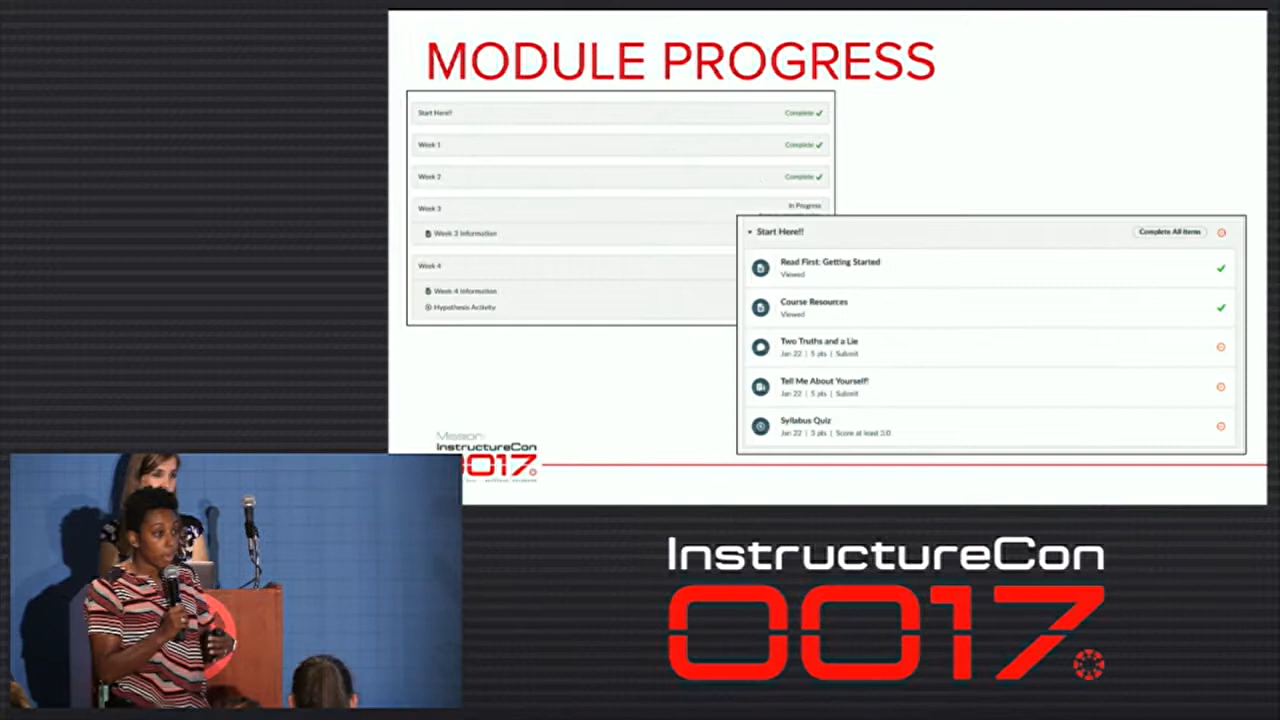 MODULE PROGRESS
Start Here!!
Complete
Week 1
Complete
Week 2
Complete
Week 3
In Progress
Week 3 Information
Week 4
Week 4 Information
Hypothesis Activity
Start Here!!
Complete All Items
Read First: Getting Started
Viewed
Course Resources
Viewed
Two Truths and a Lie
Jan 22 | 5 pts | Submit
Tell Me About Yourself!
Jan 22 | 5 pts | Submit
Syllabus Quiz
Jan 22 | 3 pts | Score at least 3.0
Mission:
InstructureCon
0017
InstructureCon
0017